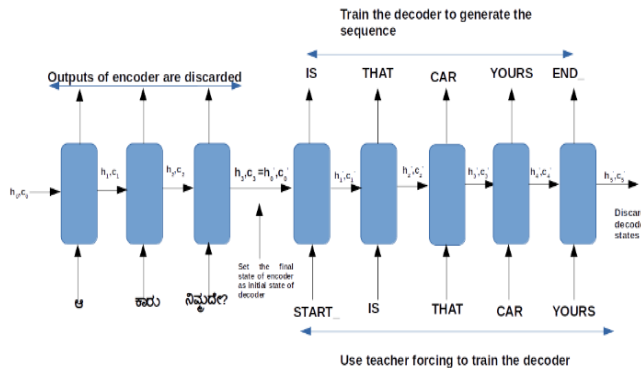 Train the decoder to generate the
sequence
Outputs of encoder are discarded
IS THAT CAR YOURS END_
h₀,c₀ h₁,c₁ h₂,c₂ h₃,c₃ =h₀',c₀' h₁',c₁' h₂',c₂' h₃',c₃' h₄',c₄' h₅',c₅'
Discar
decode
states
Set the final
state of encoder
as initial state of
decoder
ಆ ಕಾರು ನಿಮ್ಮದೇ? START_ IS THAT CAR YOURS
Use teacher forcing to train the decoder